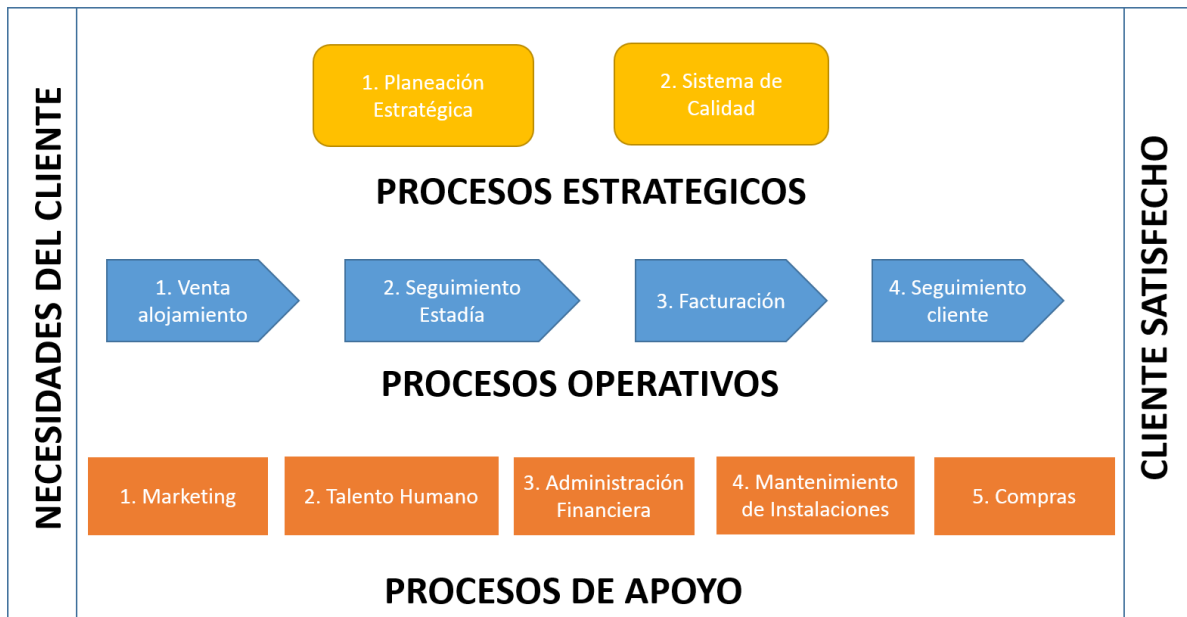 NECESIDADES DEL CLIENTE
1. Planeación
Estratégica
2. Sistema de
Calidad
PROCESOS ESTRATEGICOS
1. Venta
alojamiento
2. Seguimiento
Estadía
3. Facturación
4. Seguimiento
cliente
PROCESOS OPERATIVOS
1. Marketing
2. Talento Humano
3. Administración
Financiera
4. Mantenimiento
de Instalaciones
5. Compras
PROCESOS DE APOYO
CLIENTE SATISFECHO